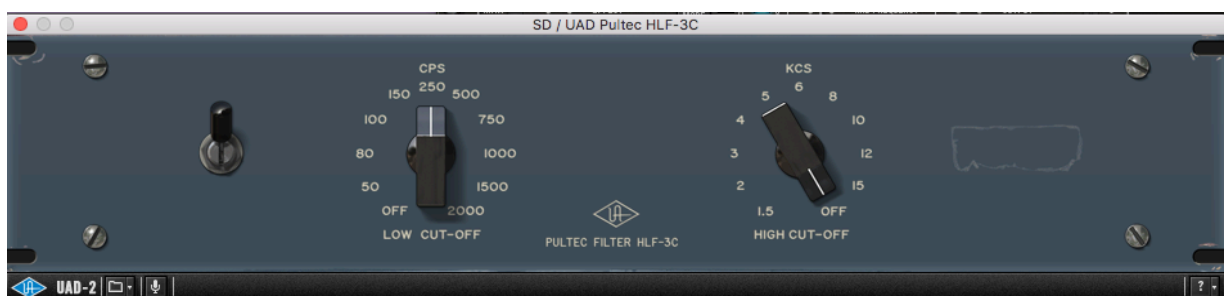 SD / UAD Pultec HLF-3C
CPS
150 250 500
100 750
80 1000
50 1500
OFF 2000
LOW CUT-OFF
KCS
5 6 8
4 10
3 12
2 15
1.5 OFF
HIGH CUT-OFF
UA
PULTEC FILTER HLF-3C
UA UAD-2 ?